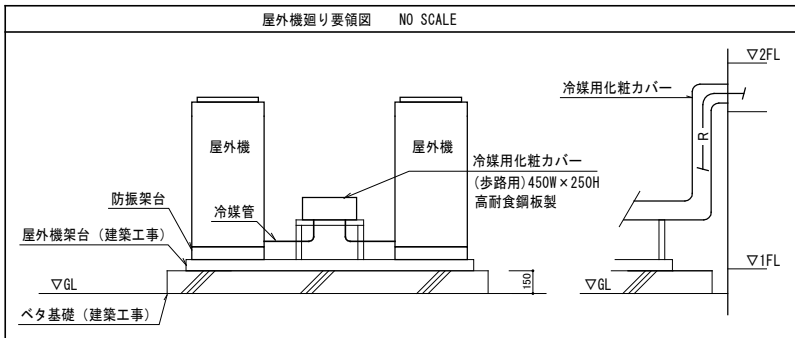 屋外機廻り要領図 NO SCALE
▽2FL
冷媒用化粧カバー
屋外機
屋外機
冷媒用化粧カバー
(歩路用)450W×250H
高耐食鋼板製
R
防振架台
冷媒管
屋外機架台（建築工事）
▽1FL
150
▽GL
▽GL
ベタ基礎（建築工事）